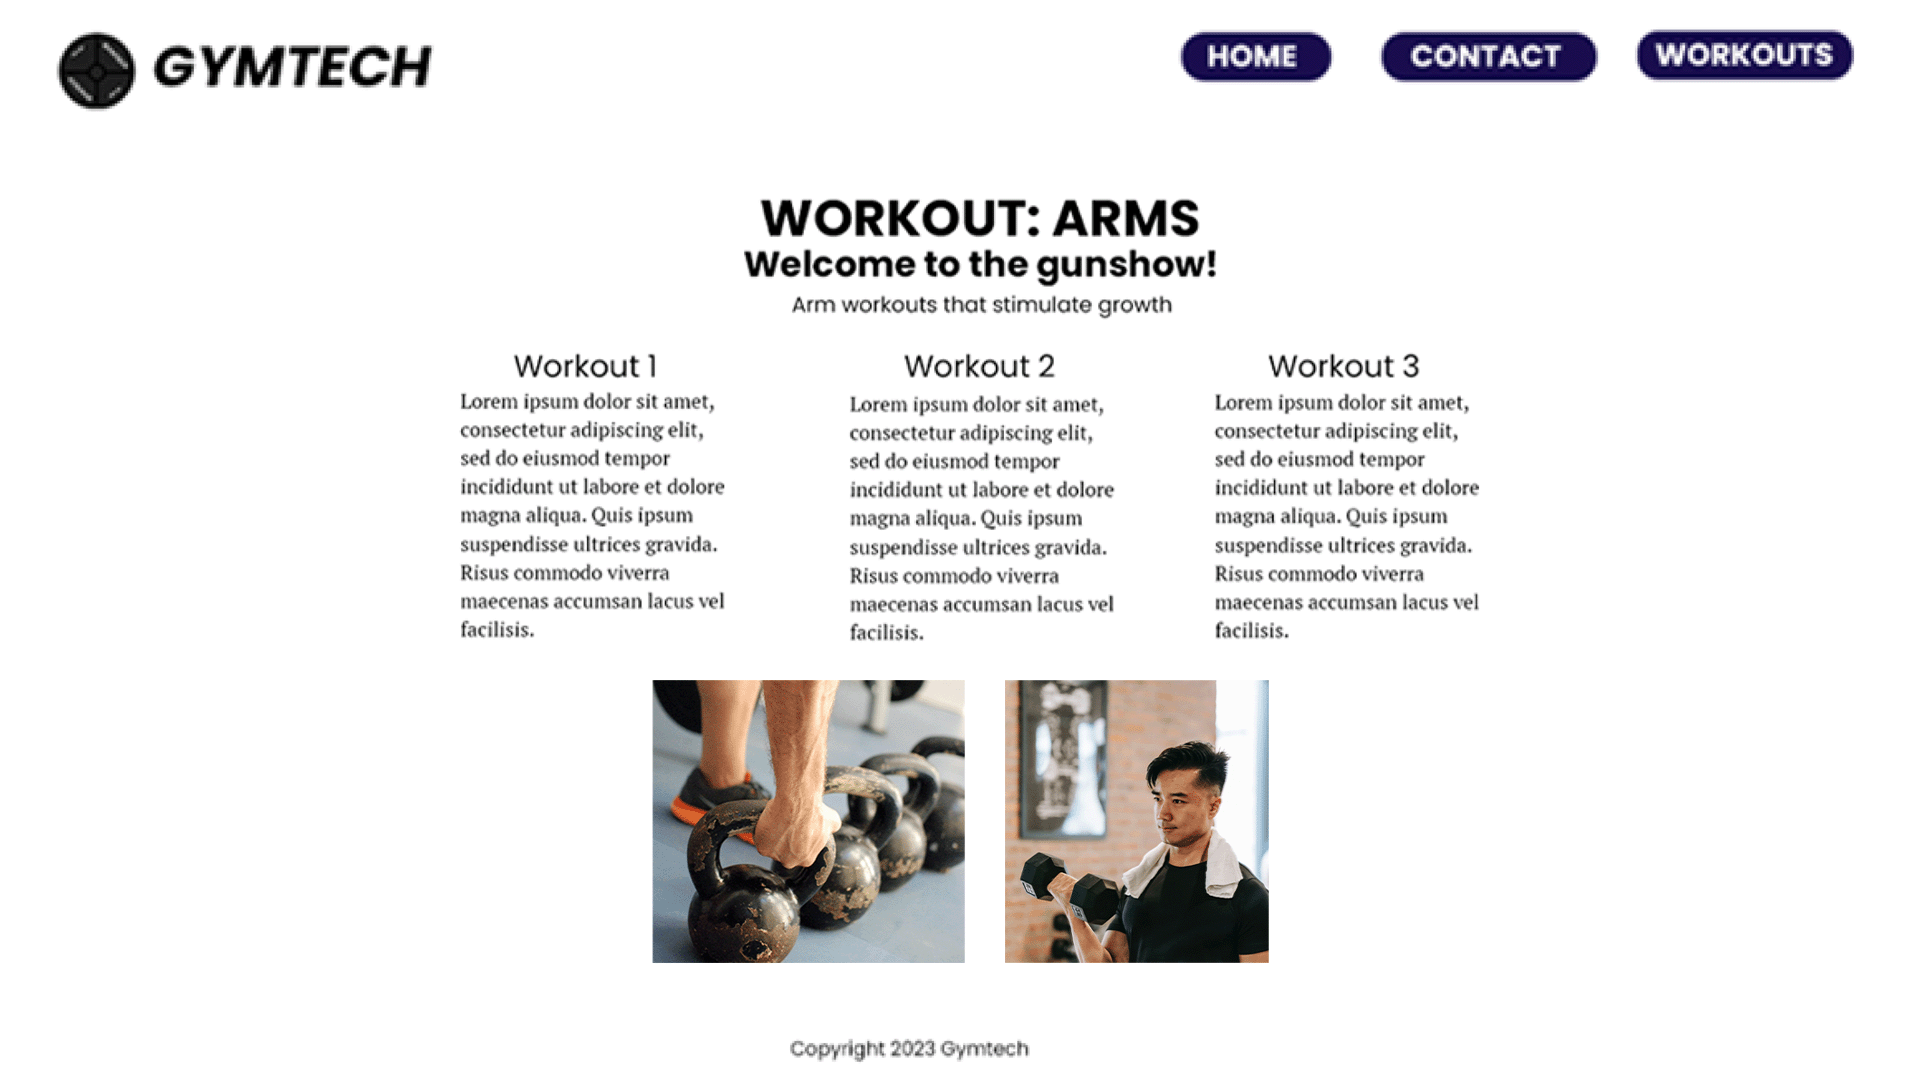 GYMTECH
HOME
CONTACT
WORKOUTS
WORKOUT: ARMS
Welcome to the gunshow!
Arm workouts that stimulate growth
Workout 1
Lorem ipsum dolor sit amet,
consectetur adipiscing elit,
sed do eiusmod tempor
incididunt ut labore et dolore
magna aliqua. Quis ipsum
suspendisse ultrices gravida.
Risus commodo viverra
maecenas accumsan lacus vel
facilisis.
Workout 2
Lorem ipsum dolor sit amet,
consectetur adipiscing elit,
sed do eiusmod tempor
incididunt ut labore et dolore
magna aliqua. Quis ipsum
suspendisse ultrices gravida.
Risus commodo viverra
maecenas accumsan lacus vel
facilisis.
Workout 3
Lorem ipsum dolor sit amet,
consectetur adipiscing elit,
sed do eiusmod tempor
incididunt ut labore et dolore
magna aliqua. Quis ipsum
suspendisse ultrices gravida.
Risus commodo viverra
maecenas accumsan lacus vel
facilisis.
Copyright 2023 Gymtech